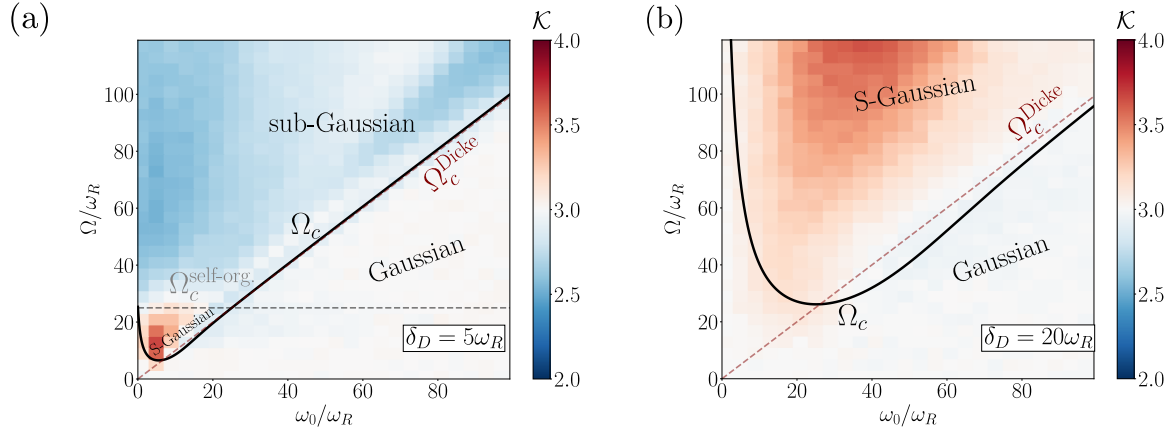 (a)
𝒦
4.0
3.5
3.0
2.5
2.0
Ω/ω_R
100
80
60
40
20
0
0 20 40 60 80
ω_0/ω_R
sub-Gaussian
Ω_c^Dicke
Ω_c
Gaussian
Ω_c^self-org.
S-Gaussian
δ_D = 5ω_R
(b)
𝒦
4.0
3.5
3.0
2.5
2.0
Ω/ω_R
100
80
60
40
20
0
0 20 40 60 80
ω_0/ω_R
S-Gaussian
Ω_c^Dicke
Gaussian
Ω_c
δ_D = 20ω_R